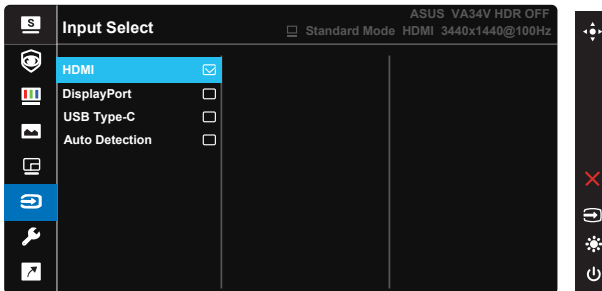 S
Input Select
ASUS VA34V HDR OFF
Standard Mode HDMI 3440x1440@100Hz
HDMI
DisplayPort
USB Type-C
Auto Detection